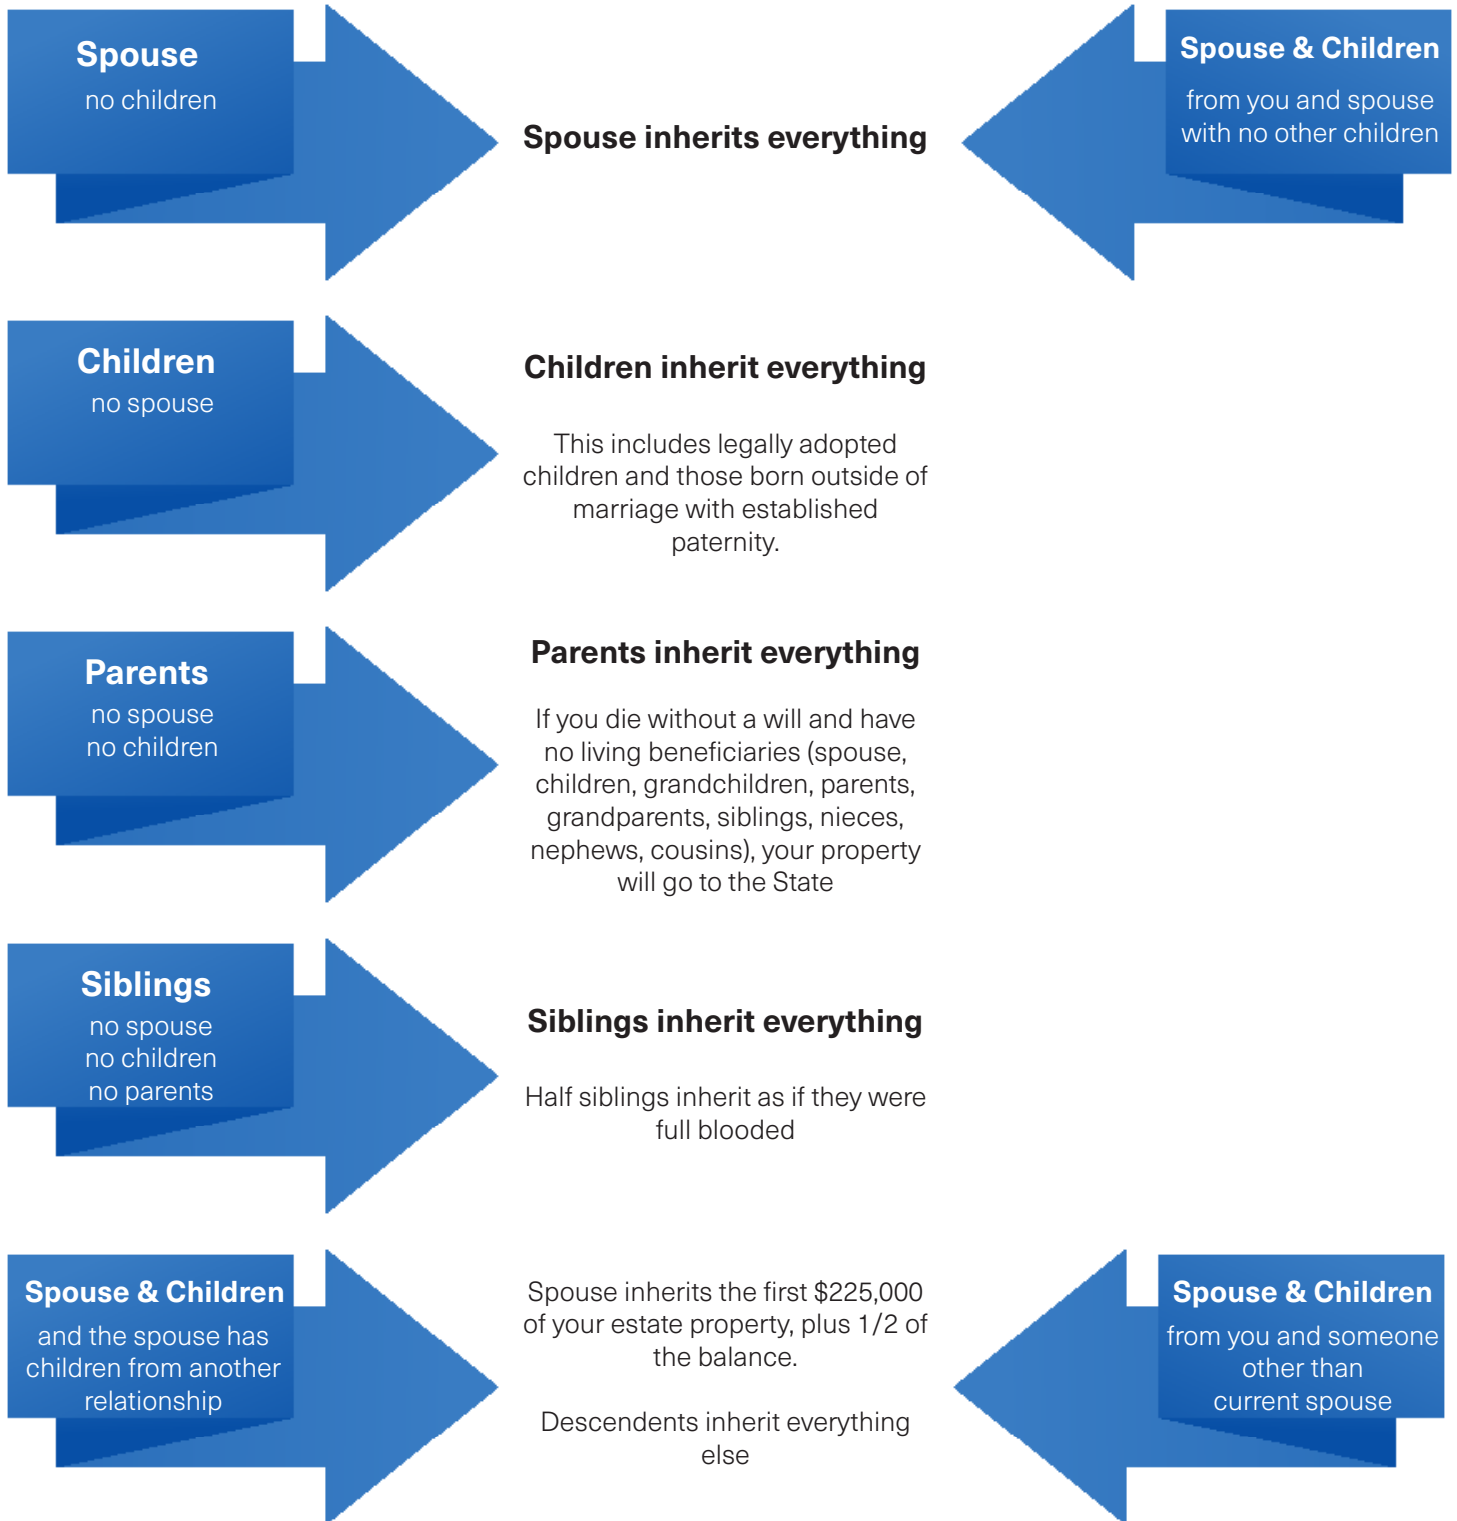 Spouse
no children
Spouse inherits everything
Spouse & Children
from you and spouse
with no other children
Children
no spouse
Children inherit everything
This includes legally adopted
children and those born outside of
marriage with established
paternity.
Parents
no spouse
no children
Parents inherit everything
If you die without a will and have
no living beneficiaries (spouse,
children, grandchildren, parents,
grandparents, siblings, nieces,
nephews, cousins), your property
will go to the State
Siblings
no spouse
no children
no parents
Siblings inherit everything
Half siblings inherit as if they were
full blooded
Spouse & Children
and the spouse has
children from another
relationship
Spouse inherits the first $225,000
of your estate property, plus 1/2 of
the balance.
Descendents inherit everything
else
Spouse & Children
from you and someone
other than
current spouse